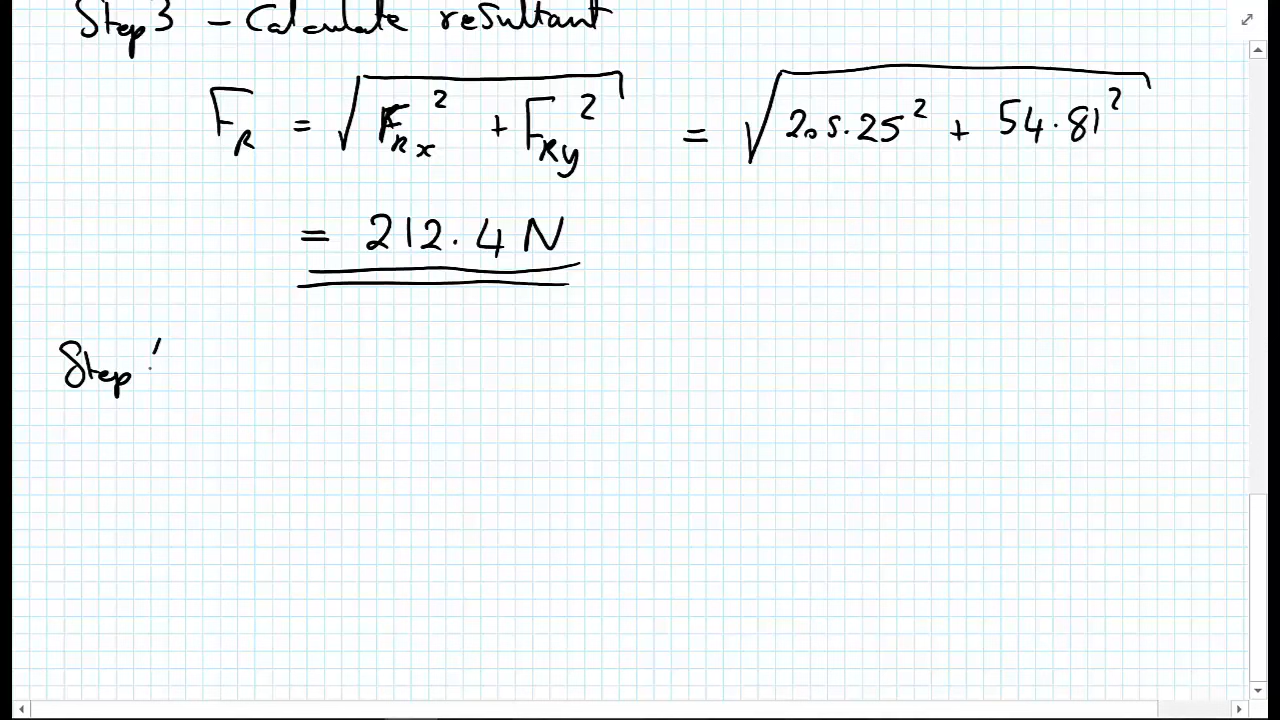 Step 3 - Calculate resultant
F_R = √(F_Rx² + F_Ry²) = √(205.25² + 54.81²)
= 212.4 N
Step